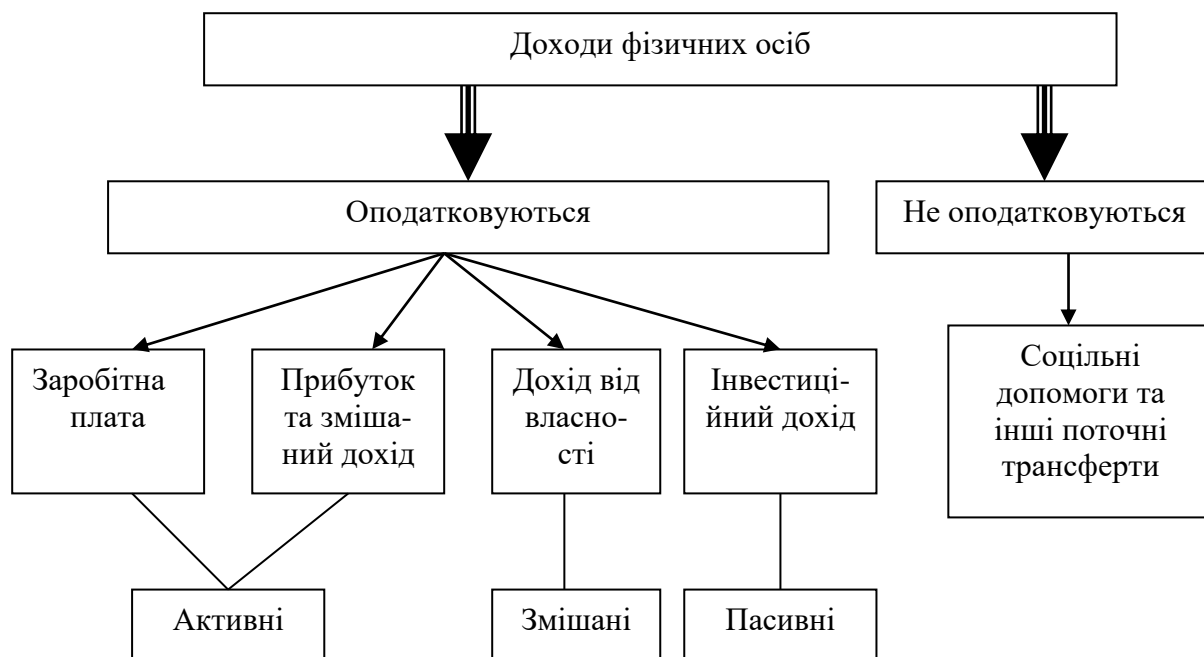 Доходи фізичних осіб
Оподатковуються
Не оподатковуються
Заробітна
плата
Прибуток
та зміша-
ний дохід
Дохід від
власно-
сті
Інвестиці-
йний дохід
Соцільні
допомоги та
інші поточні
трансферти
Активні
Змішані
Пасивні